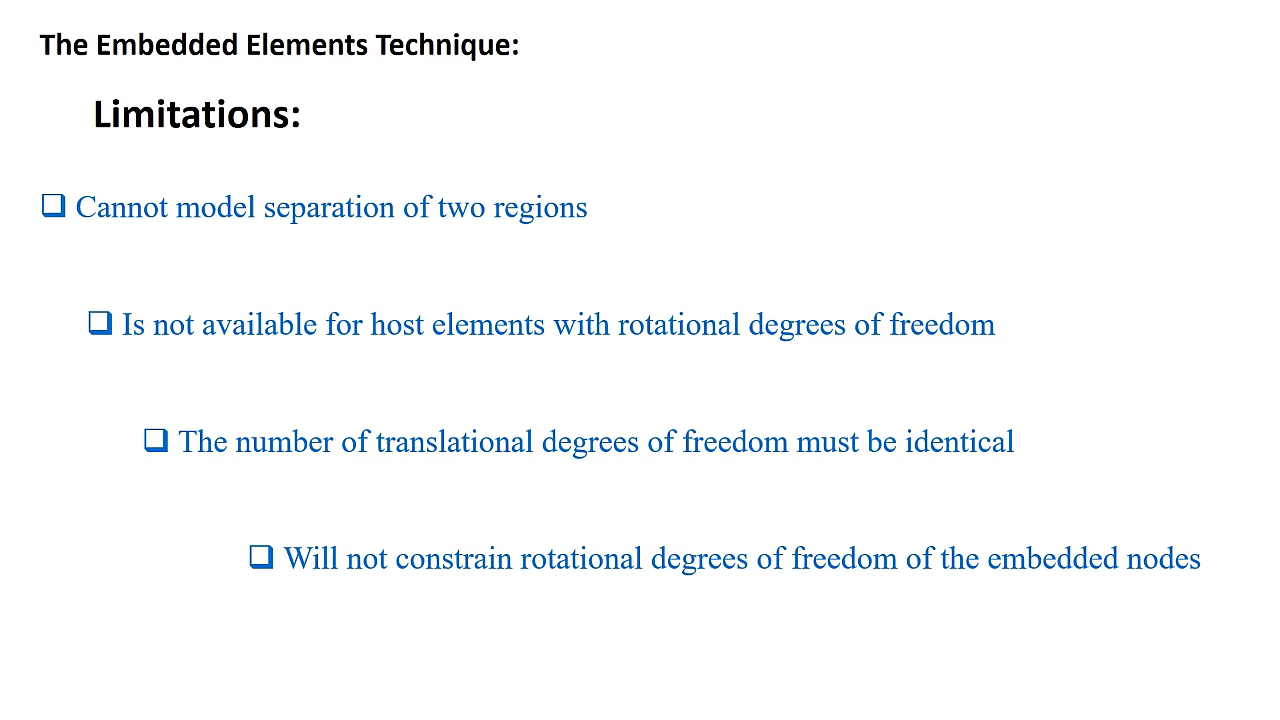 The Embedded Elements Technique:
Limitations:
❑ Cannot model separation of two regions
❑ Is not available for host elements with rotational degrees of freedom
❑ The number of translational degrees of freedom must be identical
❑ Will not constrain rotational degrees of freedom of the embedded nodes